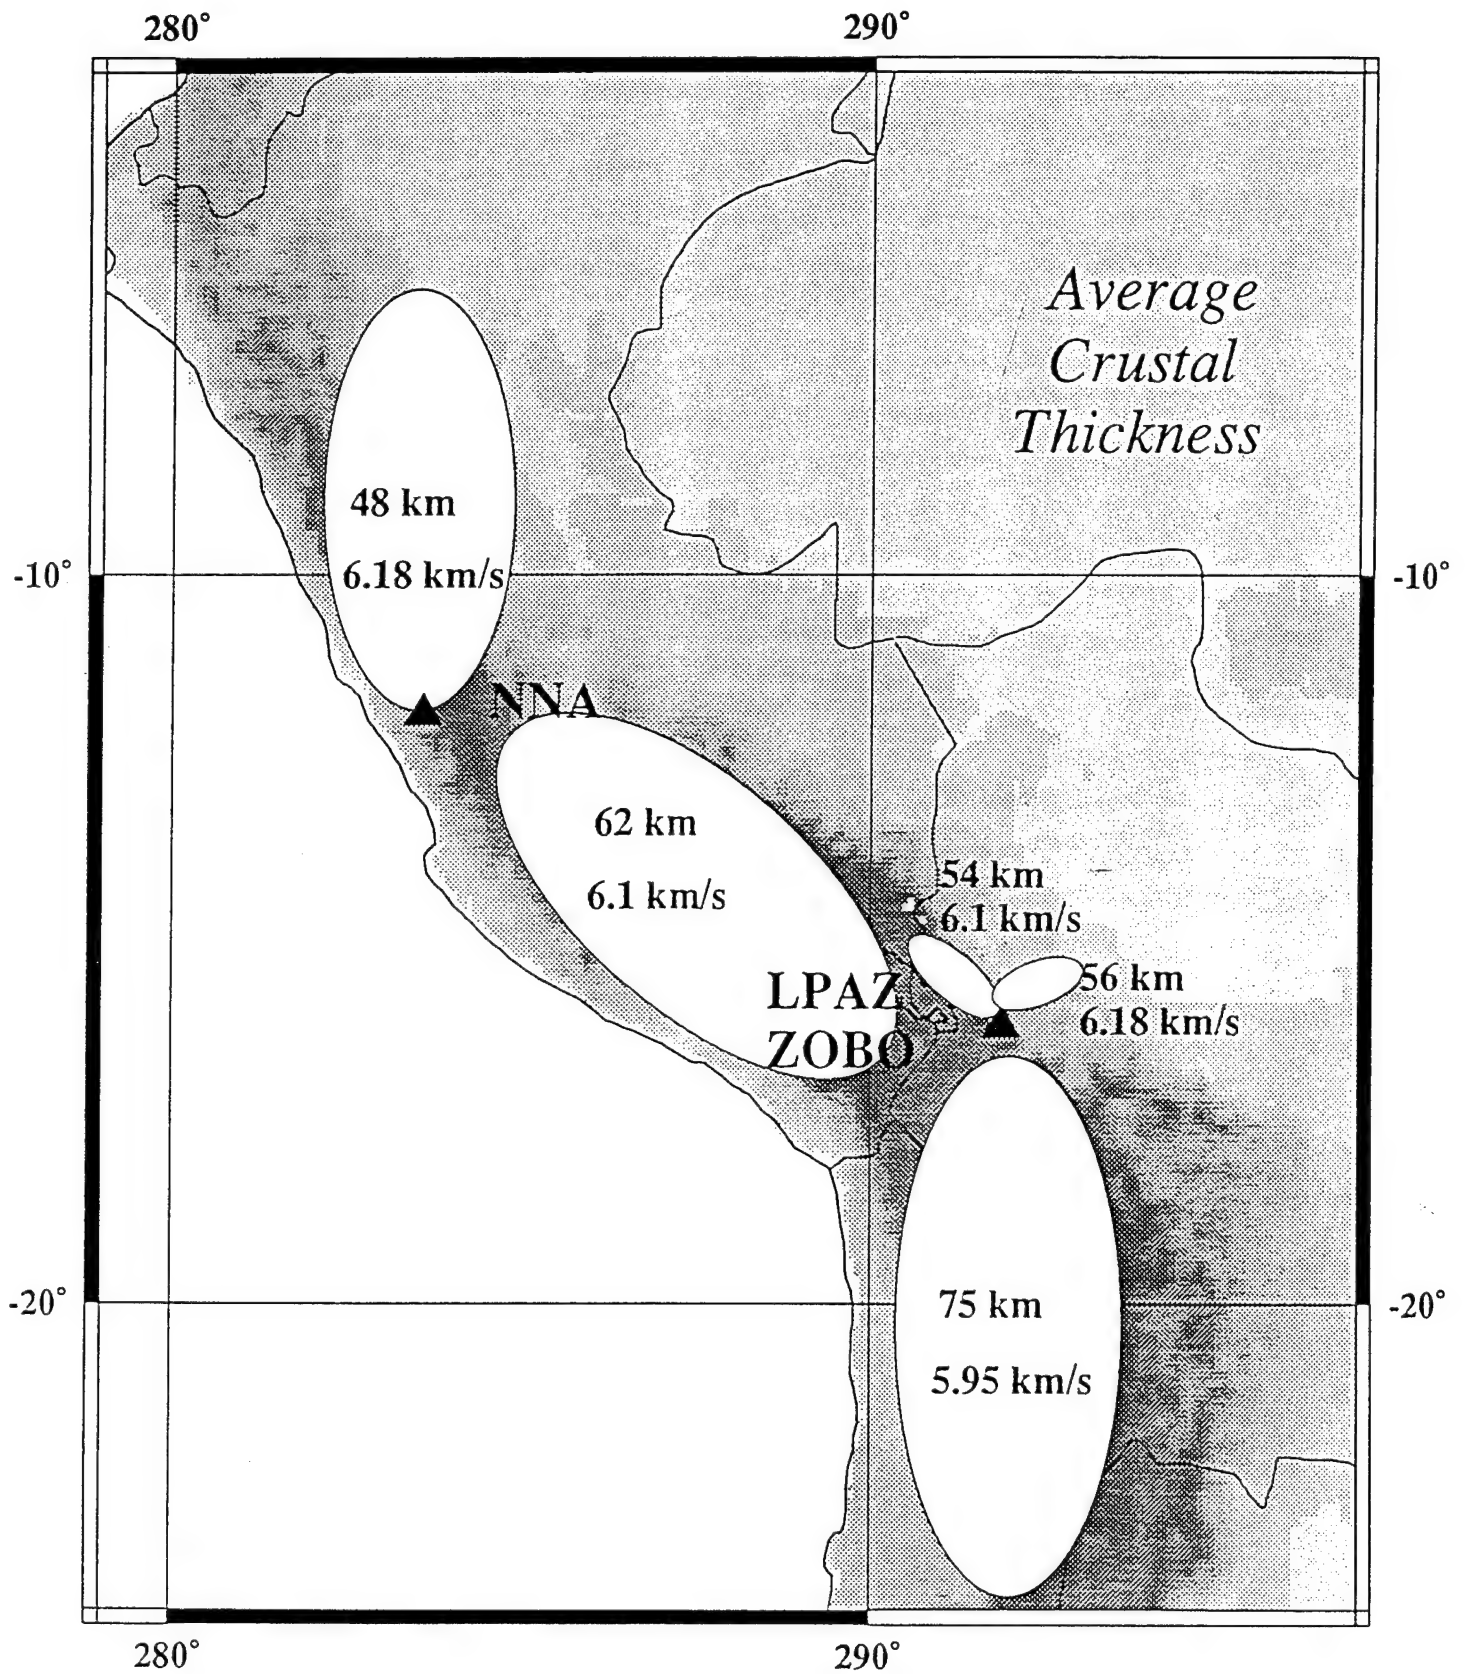 280° 290°
Average
Crustal
Thickness
48 km
-10° 6.18 km/s -10°
NNA
62 km
6.1 km/s
54 km
6.1 km/s
LPAZ
ZOBO
56 km
6.18 km/s
-20° 75 km -20°
5.95 km/s
280° 290°